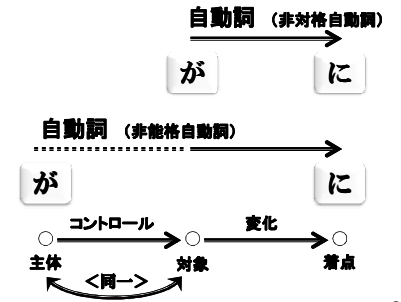 自動詞 （非対格自動詞）
が に
自動詞 （非能格自動詞）
が に
コントロール 変化
主体 対象 着点
＜同一＞